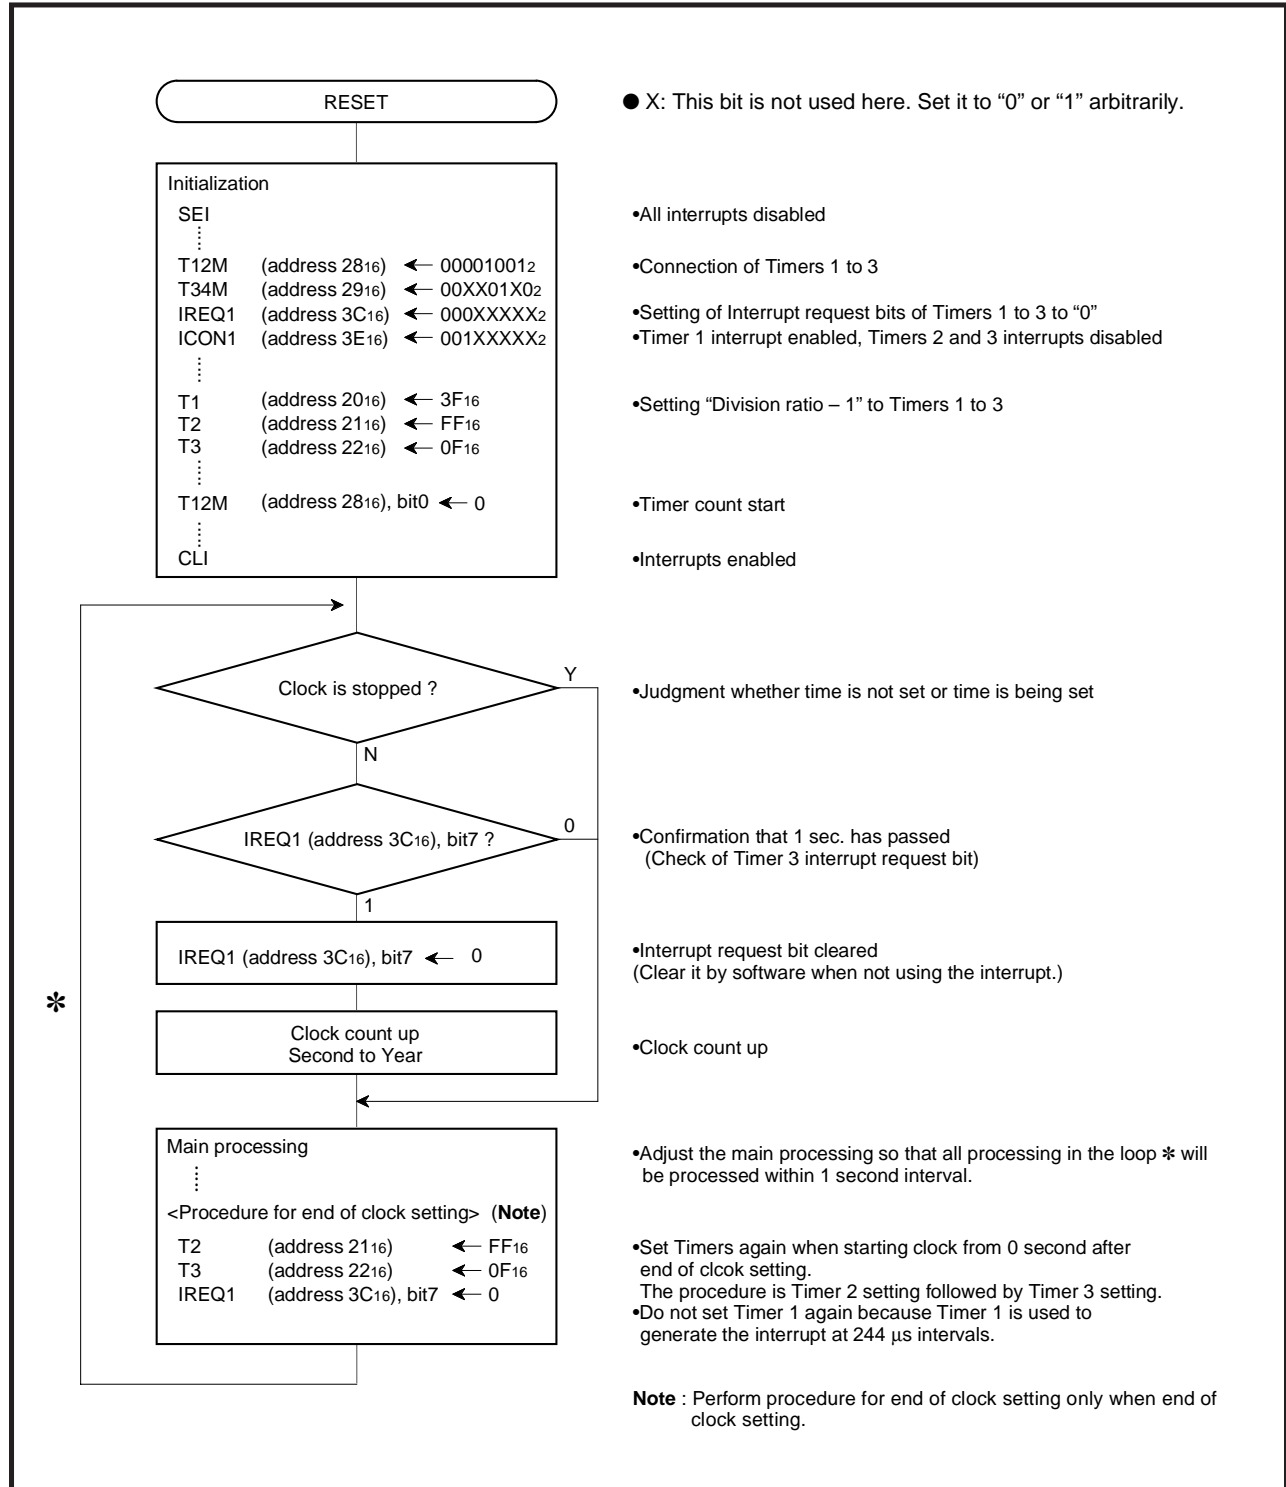 RESET
● X: This bit is not used here. Set it to “0” or “1” arbitrarily.
Initialization
SEI
•All interrupts disabled
T12M (address 2816) ← 000010012
•Connection of Timers 1 to 3
T34M (address 2916) ← 00XX01X02
IREQ1 (address 3C16) ← 000XXXXX2
•Setting of Interrupt request bits of Timers 1 to 3 to “0”
ICON1 (address 3E16) ← 001XXXXX2
•Timer 1 interrupt enabled, Timers 2 and 3 interrupts disabled
T1 (address 2016) ← 3F16
•Setting “Division ratio – 1” to Timers 1 to 3
T2 (address 2116) ← FF16
T3 (address 2216) ← 0F16
T12M (address 2816), bit0 ← 0
•Timer count start
CLI
•Interrupts enabled
Clock is stopped ?
Y
•Judgment whether time is not set or time is being set
N
IREQ1 (address 3C16), bit7 ?
0
•Confirmation that 1 sec. has passed
(Check of Timer 3 interrupt request bit)
1
IREQ1 (address 3C16), bit7 ← 0
•Interrupt request bit cleared
(Clear it by software when not using the interrupt.)
✻
Clock count up
Second to Year
•Clock count up
Main processing
•Adjust the main processing so that all processing in the loop ✻ will
be processed within 1 second interval.
<Procedure for end of clock setting> (Note)
T2 (address 2116) ← FF16
T3 (address 2216) ← 0F16
IREQ1 (address 3C16), bit7 ← 0
•Set Timers again when starting clock from 0 second after
end of clcok setting.
The procedure is Timer 2 setting followed by Timer 3 setting.
•Do not set Timer 1 again because Timer 1 is used to
generate the interrupt at 244 μs intervals.
Note : Perform procedure for end of clock setting only when end of
clock setting.